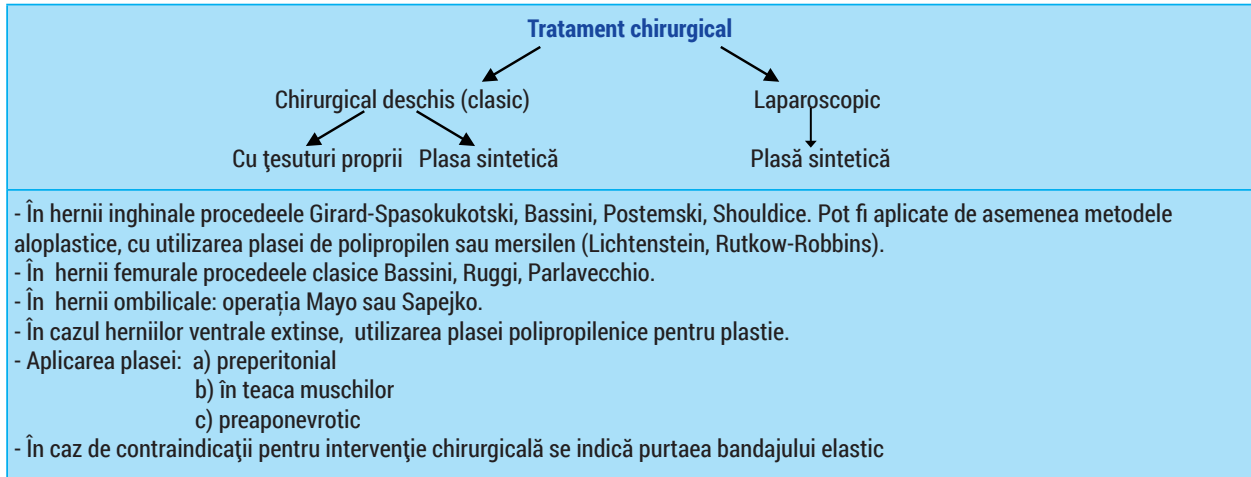 Tratament chirurgical
Chirurgical deschis (clasic) Laparoscopic
Cu ţesuturi proprii Plasa sintetică Plasă sintetică
- În hernii inghinale procedeele Girard-Spasokukotski, Bassini, Postemski, Shouldice. Pot fi aplicate de asemenea metodele
aloplastice, cu utilizarea plasei de polipropilen sau mersilen (Lichtenstein, Rutkow-Robbins).
- În hernii femurale procedeele clasice Bassini, Ruggi, Parlavecchio.
- În hernii ombilicale: operația Mayo sau Sapejko.
- În cazul herniilor ventrale extinse, utilizarea plasei polipropilenice pentru plastie.
- Aplicarea plasei: a) preperitonial
b) în teaca muschilor
c) preaponevrotic
- În caz de contraindicaţii pentru intervenţie chirurgicală se indică purtaea bandajului elastic